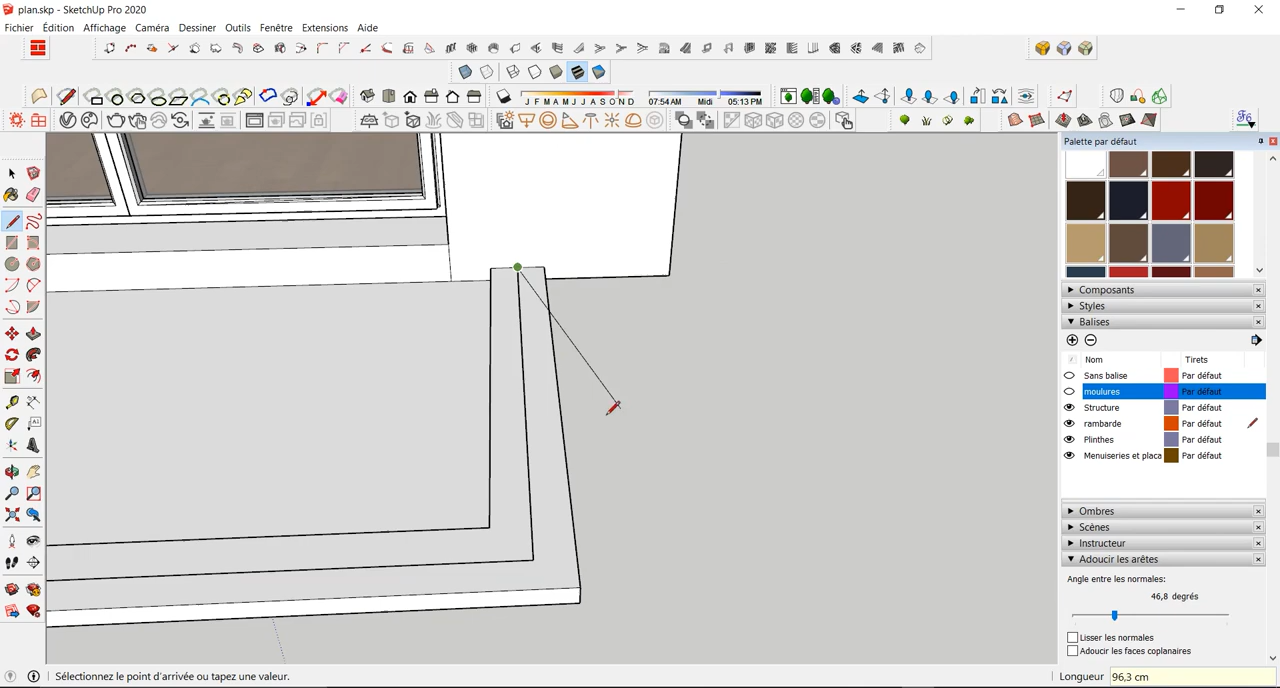 plan.skp - SketchUp Pro 2020
Fichier Édition Affichage Caméra Dessiner Outils Fenêtre Extensions Aide
J F M A M J J A S O N D 07:54 AM Midi 05:13 PM
Palette par défaut
Composants
Styles
Balises
Nom Tirets
Sans balise Par défaut
moulures Par défaut
Structure Par défaut
rambarde Par défaut
Plinthes Par défaut
Menuiseries et placa Par défaut
Ombres
Scènes
Instructeur
Adoucir les arêtes
Angle entre les normales:
46,8 degrés
Lisser les normales
Adoucir les faces coplanaires
Sélectionnez le point d'arrivée ou tapez une valeur.
Longueur 96,3 cm